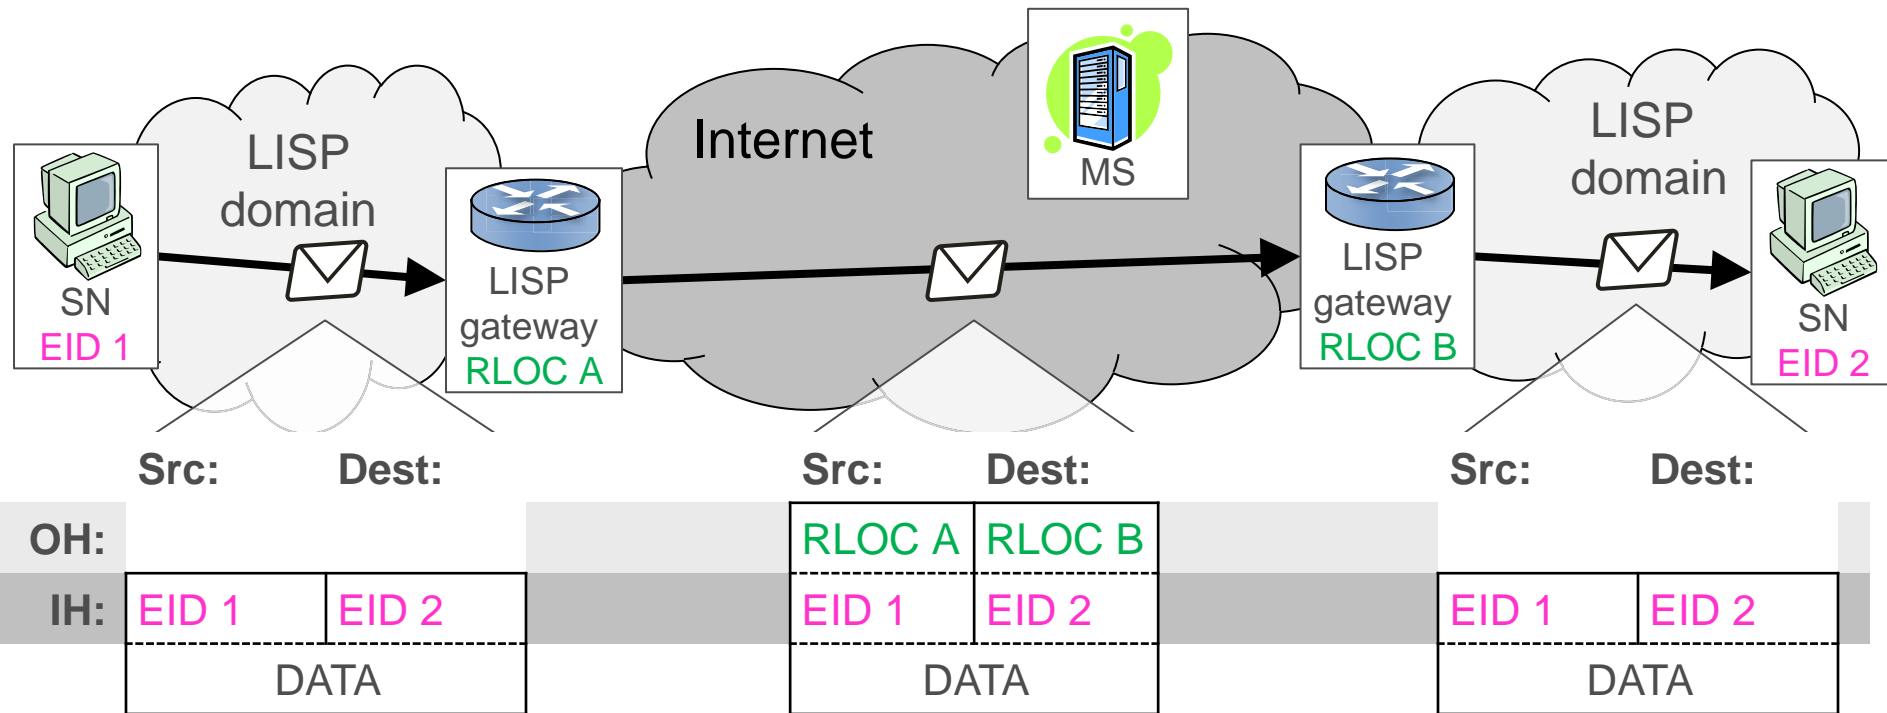 MS
Internet
LISP
domain
LISP
domain
SN
EID 1
LISP
gateway
RLOC A
LISP
gateway
RLOC B
SN
EID 2
Src: Dest: Src: Dest: Src: Dest:
OH: RLOC A RLOC B
IH: EID 1 EID 2 EID 1 EID 2 EID 1 EID 2
DATA DATA DATA